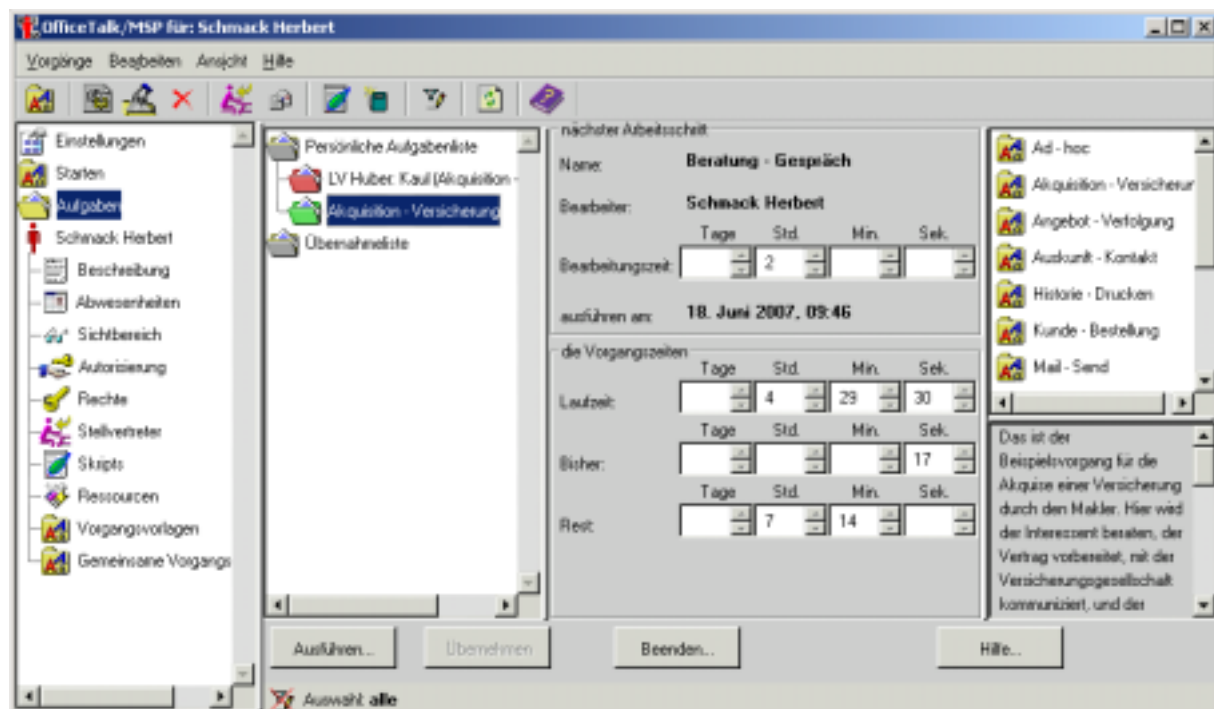 OfficeTalk/MSP für: Schmack Herbert
Vorgänge Bearbeiten Ansicht Hilfe
Einstellungen
Starten
Aufgaben
Schmack Herbert
Beschreibung
Abwesenheiten
Sichtbereich
Autorisierung
Rechte
Stellvertreter
Skripts
Ressourcen
Vorgangsvorlagen
Gemeinsame Vorgangs
Persönliche Aufgabenliste
LV Huber: Kaul (Akquisition -
Akquisition - Versicherung
Übernahmeliste
nächster Arbeitsschritt
Name: Beratung - Gespräch
Bearbeiter: Schmack Herbert
Tage Std. Min. Sek.
Bearbeitungszeit: 2
ausführen am: 18. Juni 2007, 09:46
die Vorgangszeiten
Tage Std. Min. Sek.
Laufzeit: 4 29 30
Tage Std. Min. Sek.
Bisher: 17
Tage Std. Min. Sek.
Rest: 7 14
Ad - hoc
Akquisition - Versicherun
Angebot - Verfolgung
Auskunft - Kontakt
Historie - Drucken
Kunde - Bestellung
Mail - Send
Das ist der
Beispielsvorgang für die
Akquise einer Versicherung
durch den Makler. Hier wird
der Interessent beraten, der
Vertrag vorbereitet, mit der
Versicherungsgesellschaft
kommuniziert, und der
Ausführen... Übernehmen Beenden... Hilfe...
Auswahl: alle